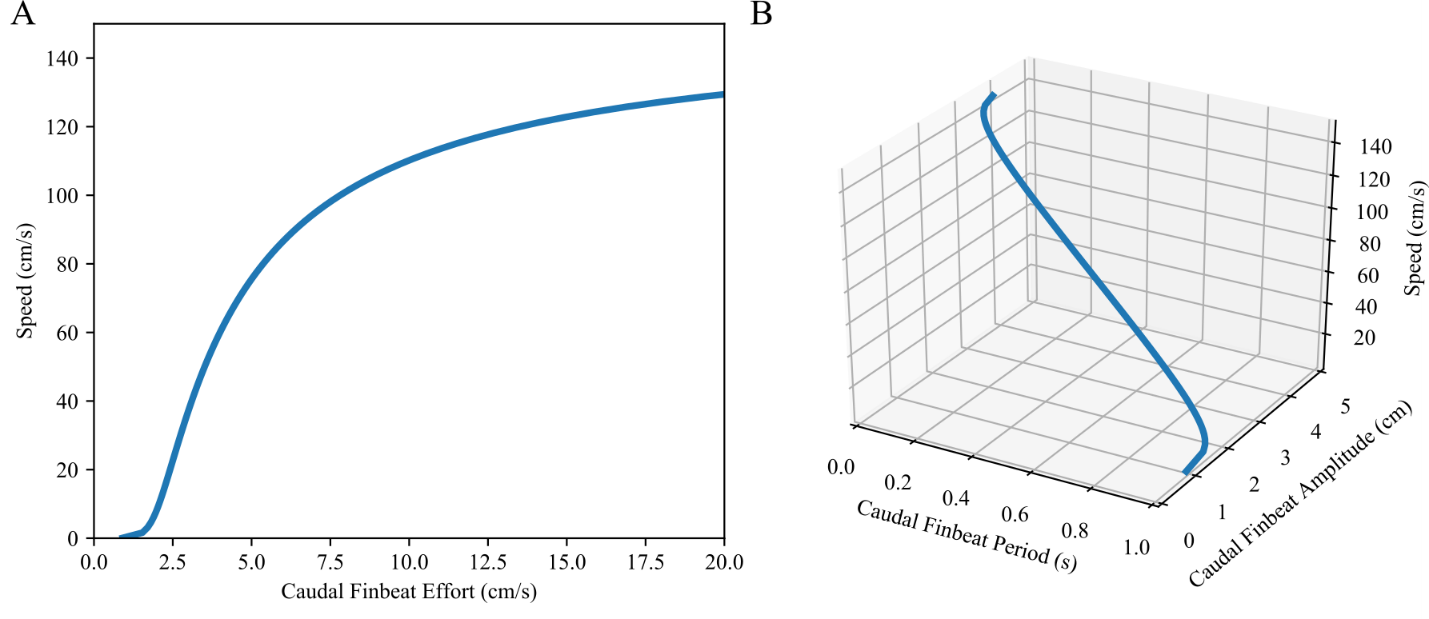 A
140
120
100
80
60
40
20
0
Speed (cm/s)
0.0 2.5 5.0 7.5 10.0 12.5 15.0 17.5 20.0
Caudal Finbeat Effort (cm/s)
B
140
120
100
80
60
40
20
Speed (cm/s)
0.0 0.2 0.4 0.6 0.8 1.0
Caudal Finbeat Period (s)
0 1 2 3 4 5
Caudal Finbeat Amplitude (cm)